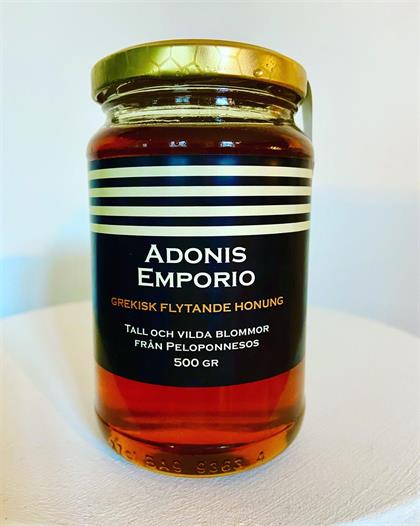 ADONIS
EMPORIO
GREKISK FLYTANDE HONUNG
TALL OCH VILDA BLOMMOR
FRÅN PELOPONNESOS
500 GR